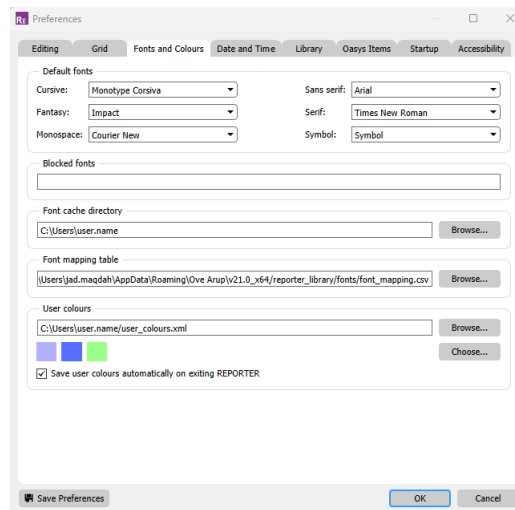 Re Preferences
Editing Grid Fonts and Colours Date and Time Library Oasys Items Startup Accessibility
Default fonts
Cursive: Monotype Corsiva Sans serif: Arial
Fantasy: Impact Serif: Times New Roman
Monospace: Courier New Symbol: Symbol
Blocked fonts
Font cache directory
C:\Users\user.name Browse...
Font mapping table
\Users\jad.maqdah\AppData\Roaming\Ove Arup\v21.0_x64/reporter_library/fonts/font_mapping.csv Browse...
User colours
C:\Users\user.name/user_colours.xml Browse...
Choose...
Save user colours automatically on exiting REPORTER
Save Preferences OK Cancel